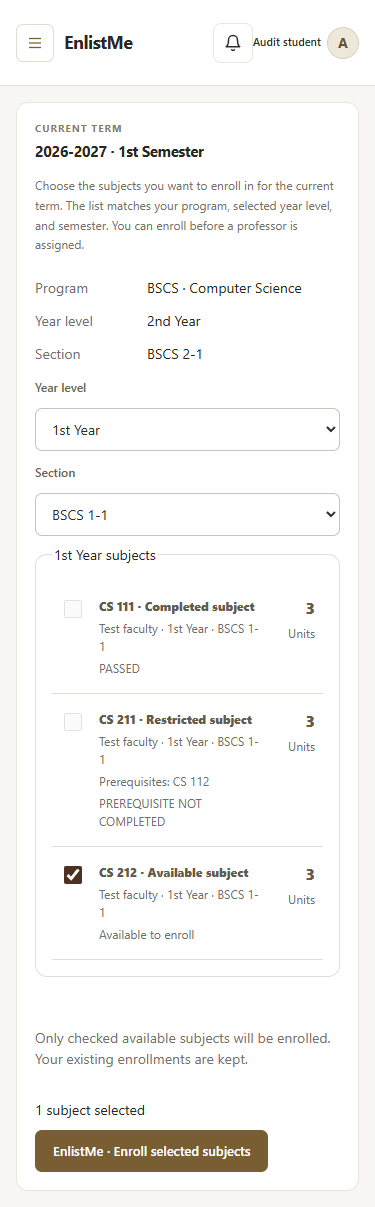 EnlistMe
Audit student
A
CURRENT TERM
2026-2027 · 1st Semester
Choose the subjects you want to enroll in for the current
term. The list matches your program, selected year level,
and semester. You can enroll before a professor is
assigned.
Program BSCS · Computer Science
Year level 2nd Year
Section BSCS 2-1
Year level
1st Year
Section
BSCS 1-1
1st Year subjects
CS 111 · Completed subject 3
Test faculty · 1st Year · BSCS 1- Units
1
PASSED
CS 211 · Restricted subject 3
Test faculty · 1st Year · BSCS 1- Units
1
Prerequisites: CS 112
PREREQUISITE NOT
COMPLETED
CS 212 · Available subject 3
Test faculty · 1st Year · BSCS 1- Units
1
Available to enroll
Only checked available subjects will be enrolled.
Your existing enrollments are kept.
1 subject selected
EnlistMe · Enroll selected subjects